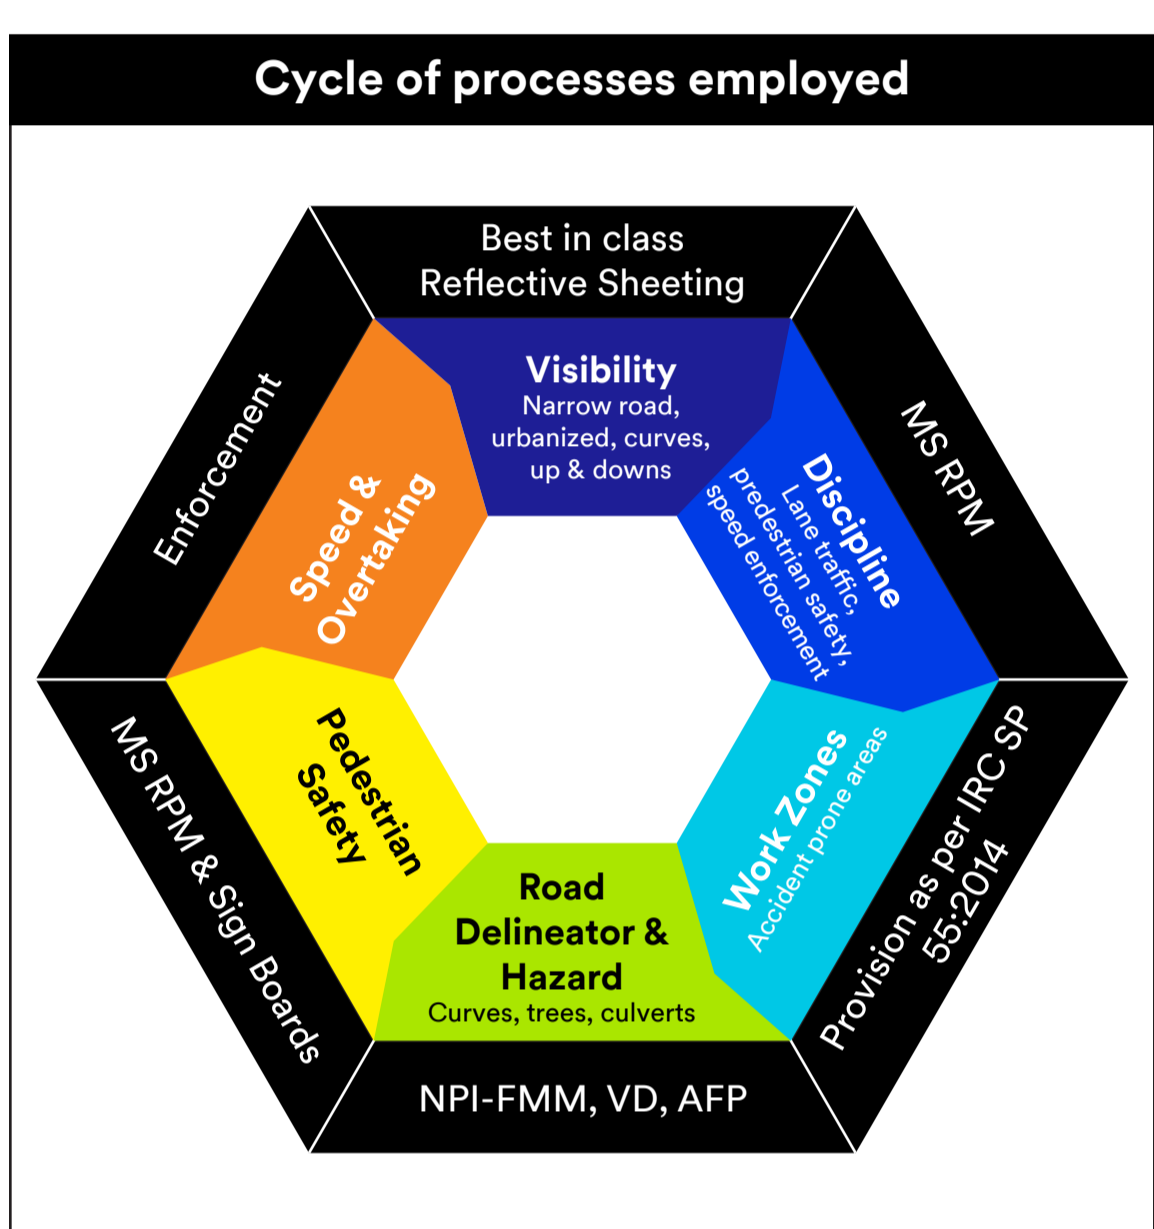 Cycle of processes employed
Best in class
Reflective Sheeting
Visibility
Narrow road,
urbanized, curves,
up & downs
MS RPM
Discipline
Lane traffic,
predestrian safety,
speed enforcement
Provision as per IRC SP
55:2014
Work Zones
Accident prone areas
Road
Delineator &
Hazard
Curves, trees, culverts
NPI-FMM, VD, AFP
Pedestrian
Safety
MS RPM & Sign Boards
Speed &
Overtaking
Enforcement